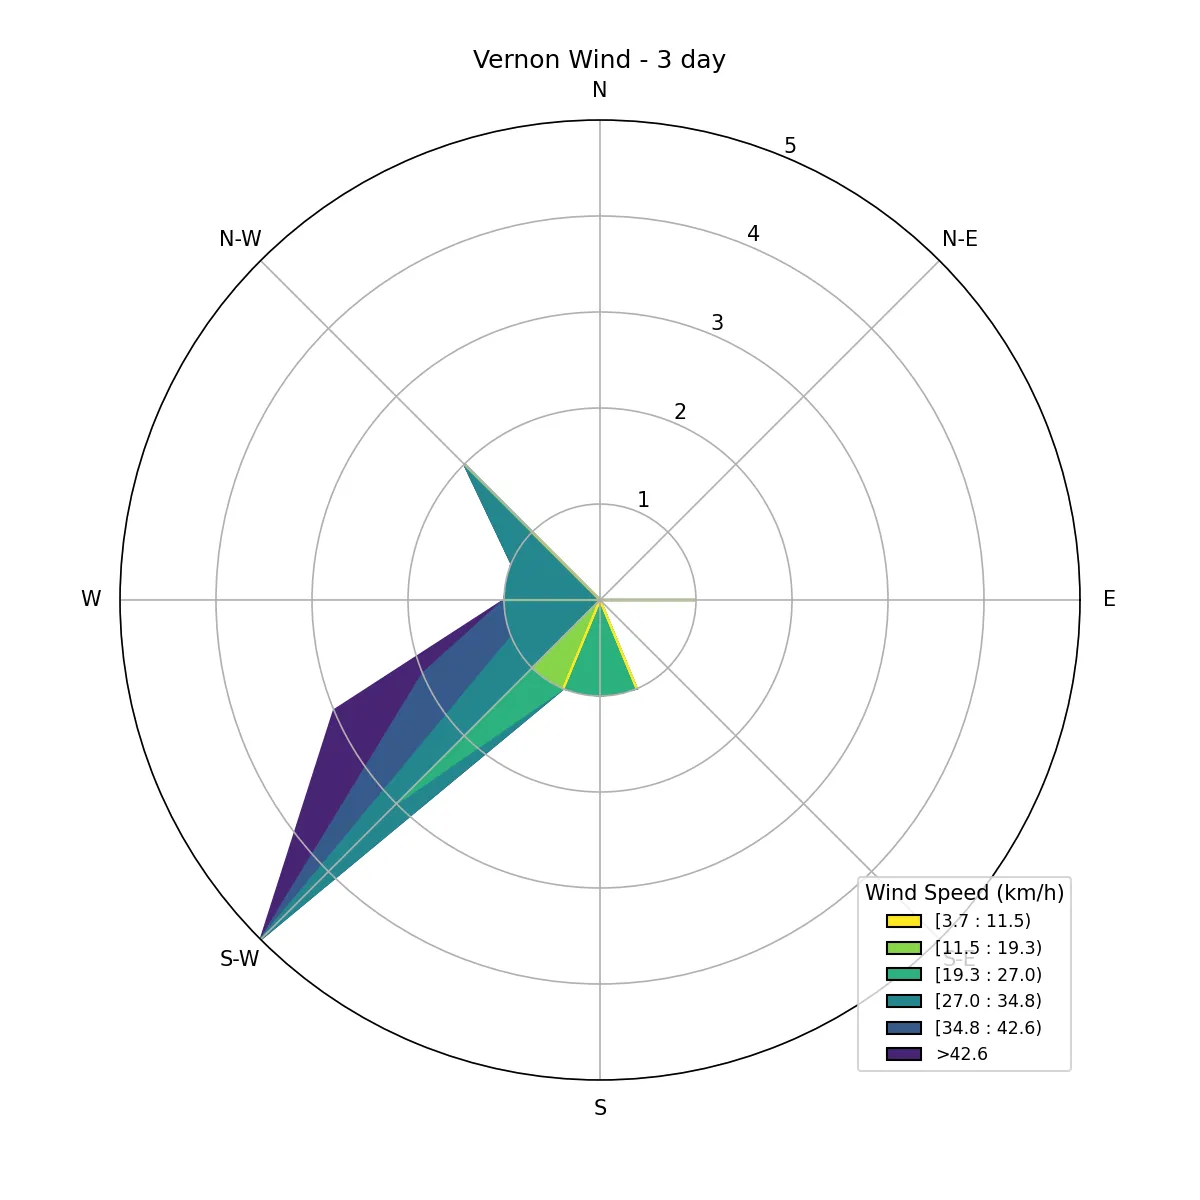 Vernon Wind - 3 day
N
5
N-W
N-E
4
3
2
1
W
E
S-W
S-E
S
Wind Speed (km/h)
[3.7 : 11.5)
[11.5 : 19.3)
[19.3 : 27.0)
[27.0 : 34.8)
[34.8 : 42.6)
>42.6